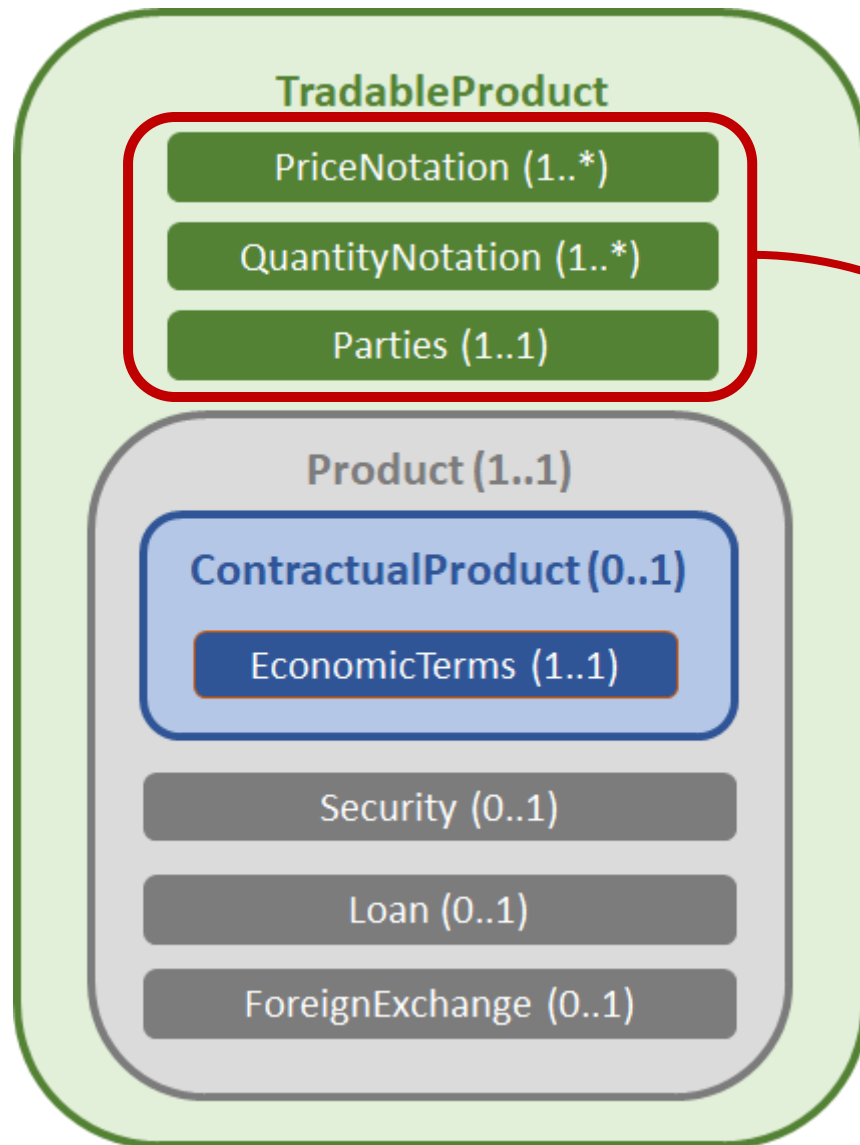 TradableProduct
PriceNotation (1..*)
QuantityNotation (1..*)
Parties (1..1)
Product (1..1)
ContractualProduct (0..1)
EconomicTerms (1..1)
Security (0..1)
Loan (0..1)
ForeignExchange (0..1)